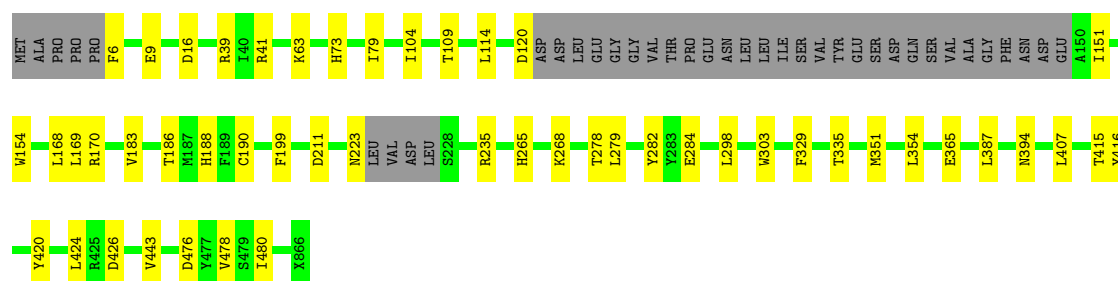 MET ALA PRO PRO PRO F6 E9 D16 R39 I40 R41 K63 H73 I79 I104 T109 L114 D120 ASP ASP LEU GLU GLY GLY VAL THR PRO GLU ASN LEU LEU ILE SER VAL TYR GLU SER ASP GLN SER VAL ALA GLY PHE ASN ASP GLU A150 I151
W154 L168 L169 R170 V183 T186 M187 H188 F189 C190 F199 D211 N223 LEU VAL ASP LEU S228 R235 H265 K268 T278 L279 Y282 Y283 E284 L298 W303 F329 T335 M351 L354 E365 L387 N394 L407 T415 Y416
Y420 L424 R425 D426 V443 D476 Y477 V478 S479 I480 X866